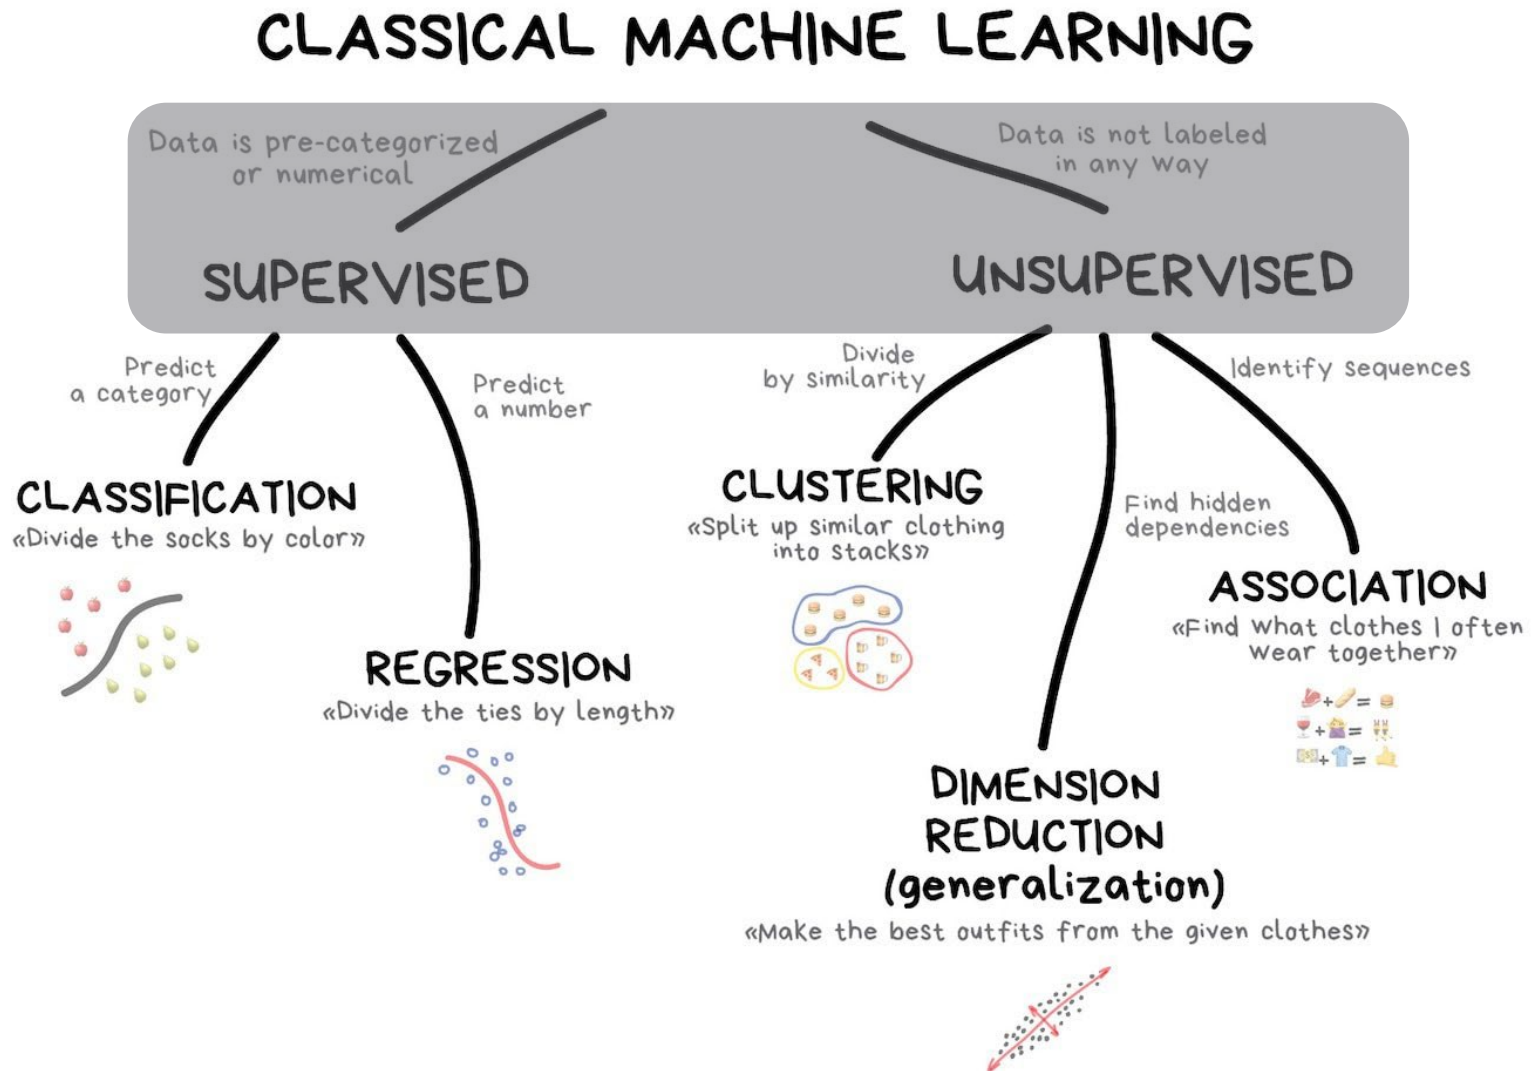 CLASSICAL MACHINE LEARNING
Data is pre-categorized
or numerical
Data is not labeled
in any way
SUPERVISED
UNSUPERVISED
Predict
a category
Predict
a number
Divide
by similarity
Identify sequences
CLASSIFICATION
«Divide the socks by color»
CLUSTERING
«Split up similar clothing
into stacks»
Find hidden
dependencies
ASSOCIATION
«Find what clothes I often
wear together»
REGRESSION
«Divide the ties by length»
+ =
+ =
+ =
DIMENSION
REDUCTION
(generalization)
«Make the best outfits from the given clothes»